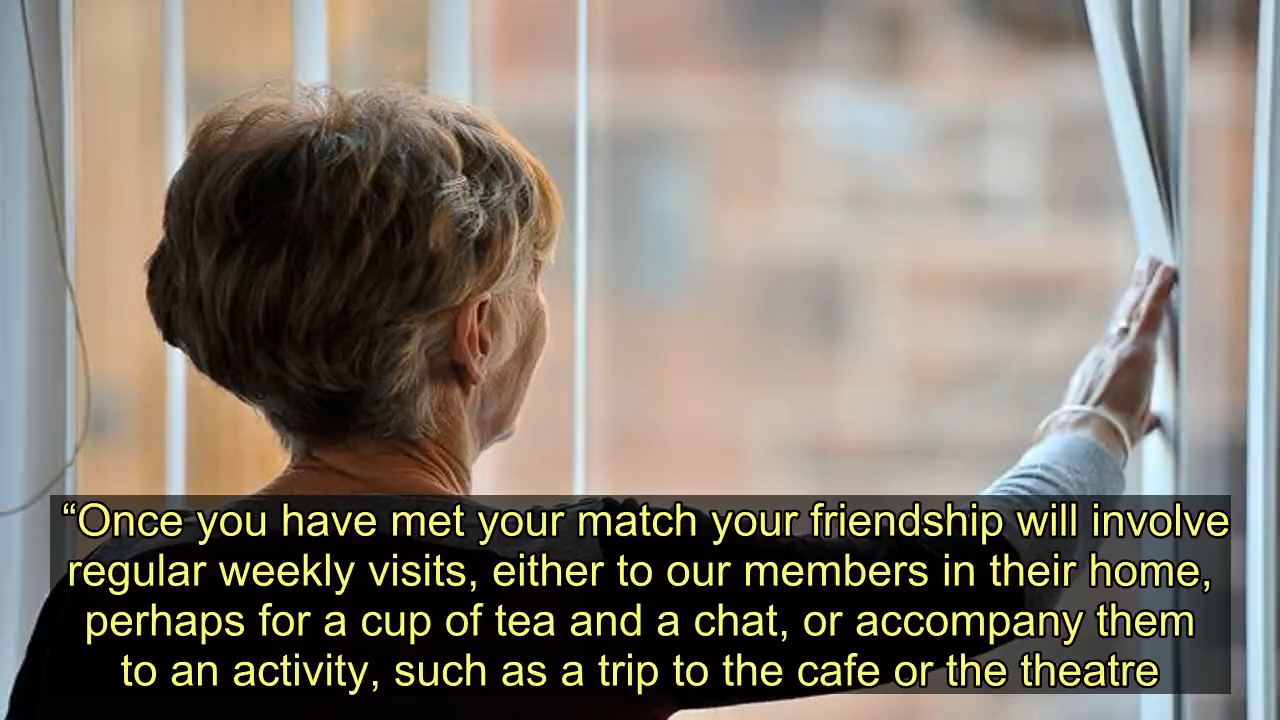 “Once you have met your match your friendship will involve
regular weekly visits, either to our members in their home,
perhaps for a cup of tea and a chat, or accompany them
to an activity, such as a trip to the cafe or the theatre